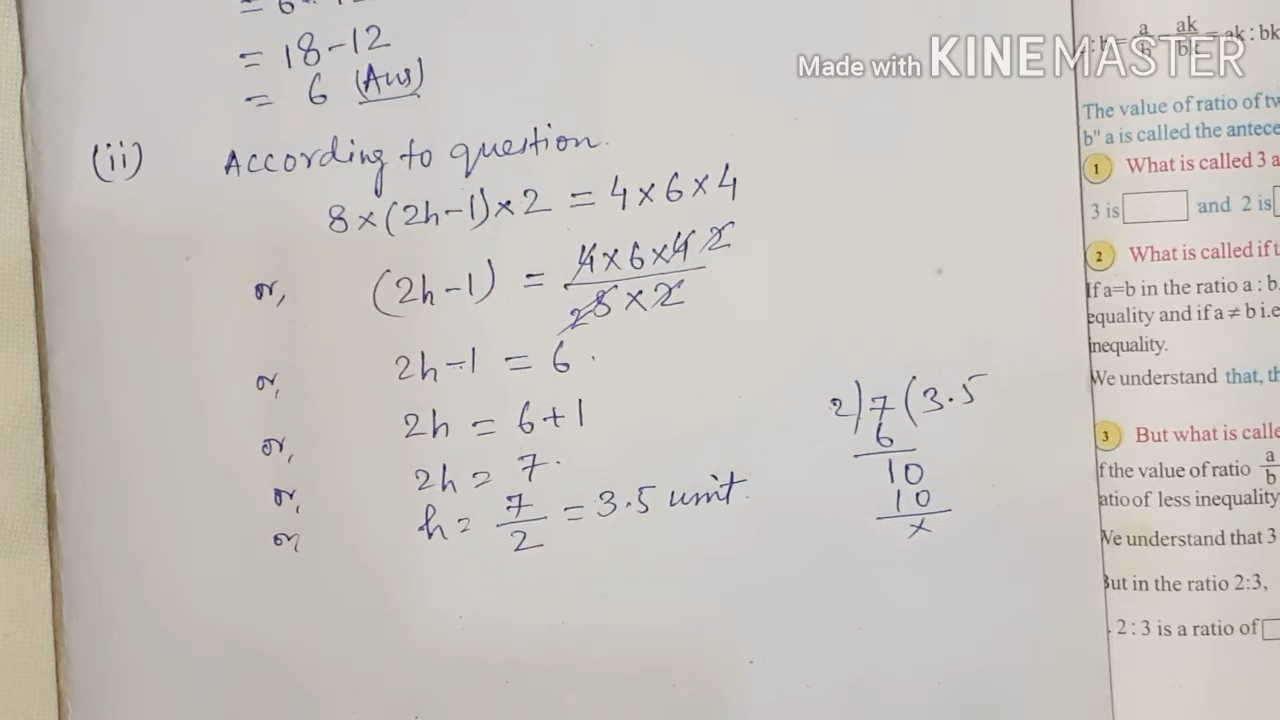 = 18-12
= 6 (Ans)
(ii) According to question.
8×(2h-1)×2 = 4×6×4
or, (2h-1) = 4×6×4 2 / 2 8×2
or, 2h-1 = 6.
or, 2h = 6+1
or, 2h = 7.
or h = 7/2 = 3.5 unit.
2)7(3.5
6
10
10
×
Made with KINEMASTER
a/b = ak/bk = ak : bk
The value of ratio of tw
b" a is called the antece
1 What is called 3 a
3 is and 2 is
2 What is called if t
If a=b in the ratio a : b
equality and if a ≠ b i.e
inequality.
We understand that, th
3 But what is calle
f the value of ratio a/b
atio of less inequality
We understand that 3
But in the ratio 2:3,
2 : 3 is a ratio of